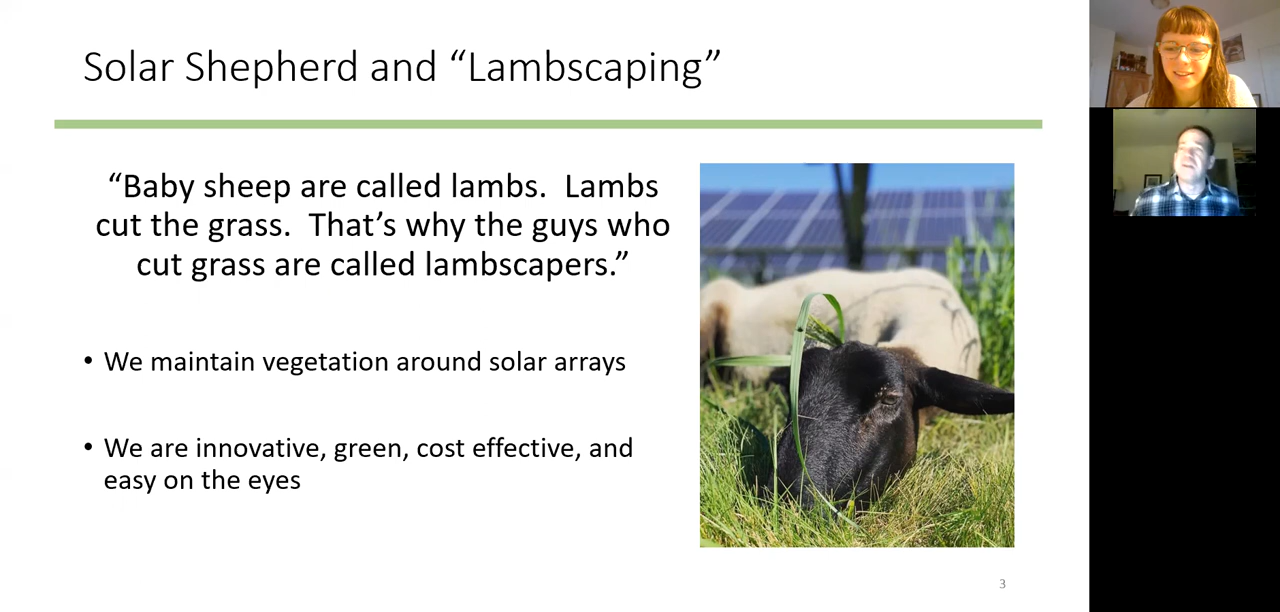 Solar Shepherd and “Lambscaping”
“Baby sheep are called lambs.  Lambs
cut the grass.  That’s why the guys who
cut grass are called lambscapers.”
• We maintain vegetation around solar arrays
• We are innovative, green, cost effective, and
easy on the eyes
3